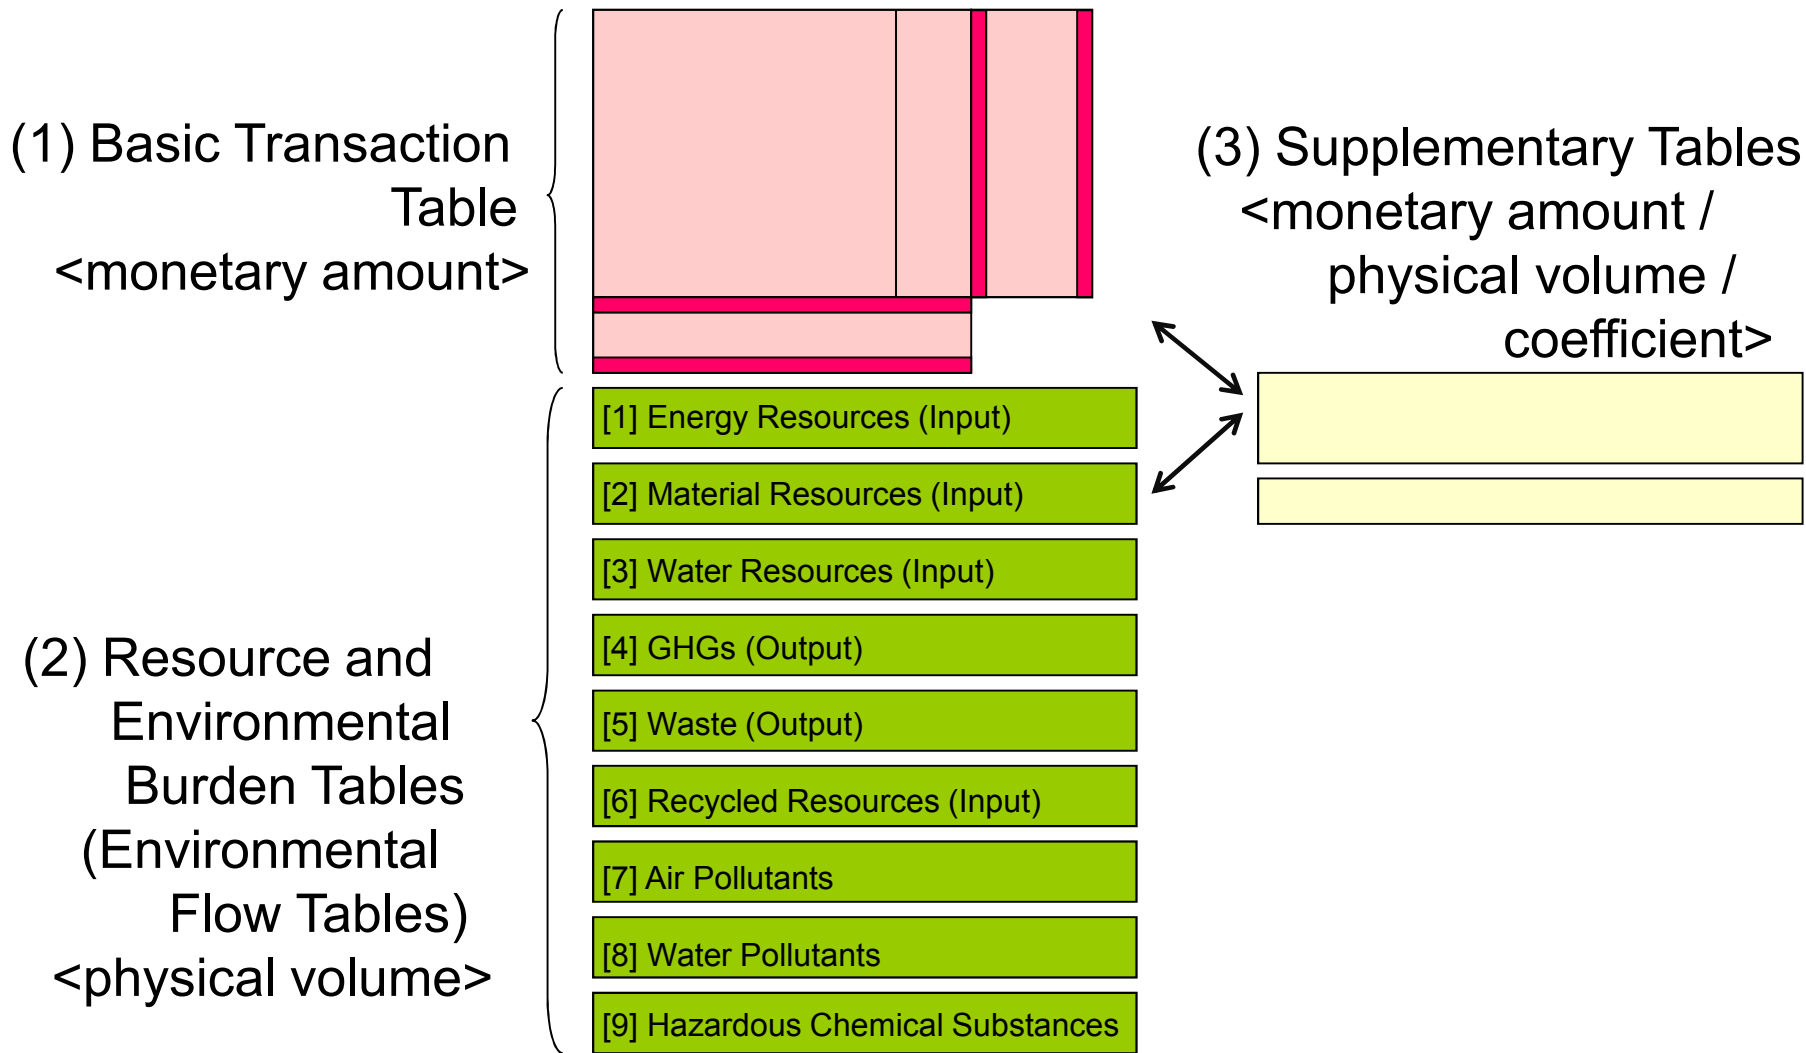 (1) Basic Transaction
Table
<monetary amount>
(3) Supplementary Tables
<monetary amount /
physical volume /
coefficient>
(2) Resource and
Environmental
Burden Tables
(Environmental
Flow Tables)
<physical volume>
[1] Energy Resources (Input)
[2] Material Resources (Input)
[3] Water Resources (Input)
[4] GHGs (Output)
[5] Waste (Output)
[6] Recycled Resources (Input)
[7] Air Pollutants
[8] Water Pollutants
[9] Hazardous Chemical Substances